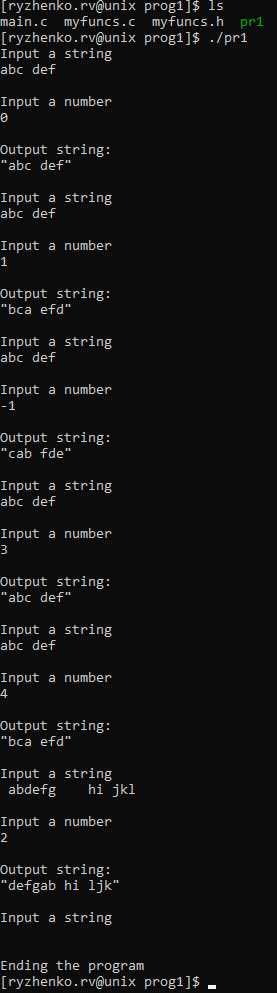 [ryzhenko.rv@unix prog1]$ ls
main.c  myfuncs.c  myfuncs.h  pr1
[ryzhenko.rv@unix prog1]$ ./pr1
Input a string
abc def
Input a number
0
Output string:
"abc def"
Input a string
abc def
Input a number
1
Output string:
"bca efd"
Input a string
abc def
Input a number
-1
Output string:
"cab fde"
Input a string
abc def
Input a number
3
Output string:
"abc def"
Input a string
abc def
Input a number
4
Output string:
"bca efd"
Input a string
 abdefg    hi jkl
Input a number
2
Output string:
"defgab hi ljk"
Input a string
Ending the program
[ryzhenko.rv@unix prog1]$